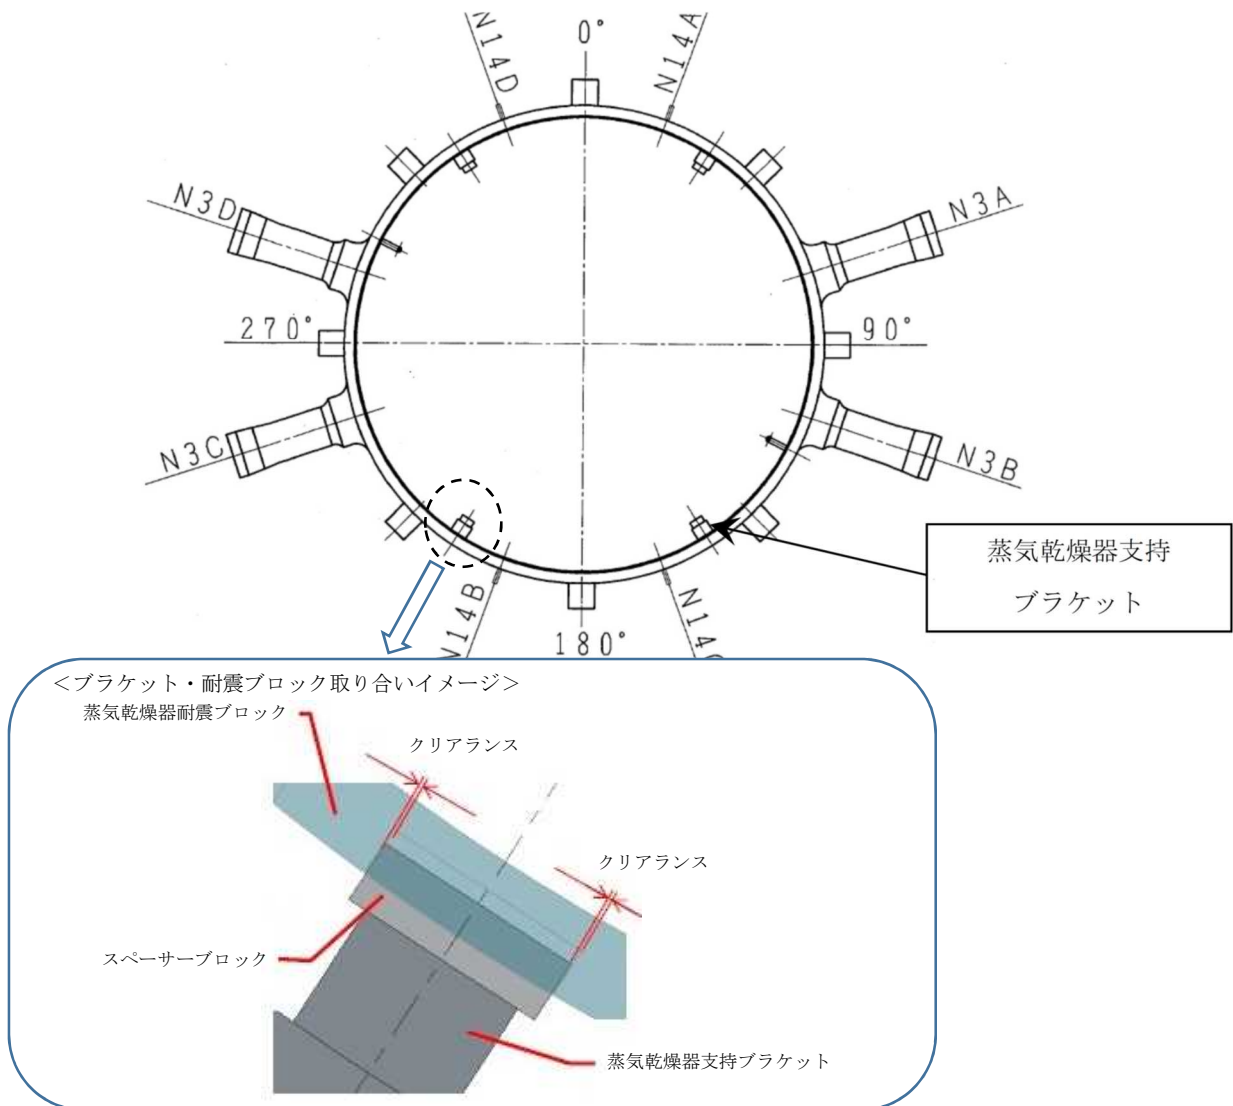 N14D
0°
N14A
N3D
N3A
270°
90°
N3C
N3B
N14B
180°
N14C
蒸気乾燥器支持
ブラケット
＜ブラケット・耐震ブロック取り合いイメージ＞
蒸気乾燥器耐震ブロック
クリアランス
クリアランス
スペーサーブロック
蒸気乾燥器支持ブラケット